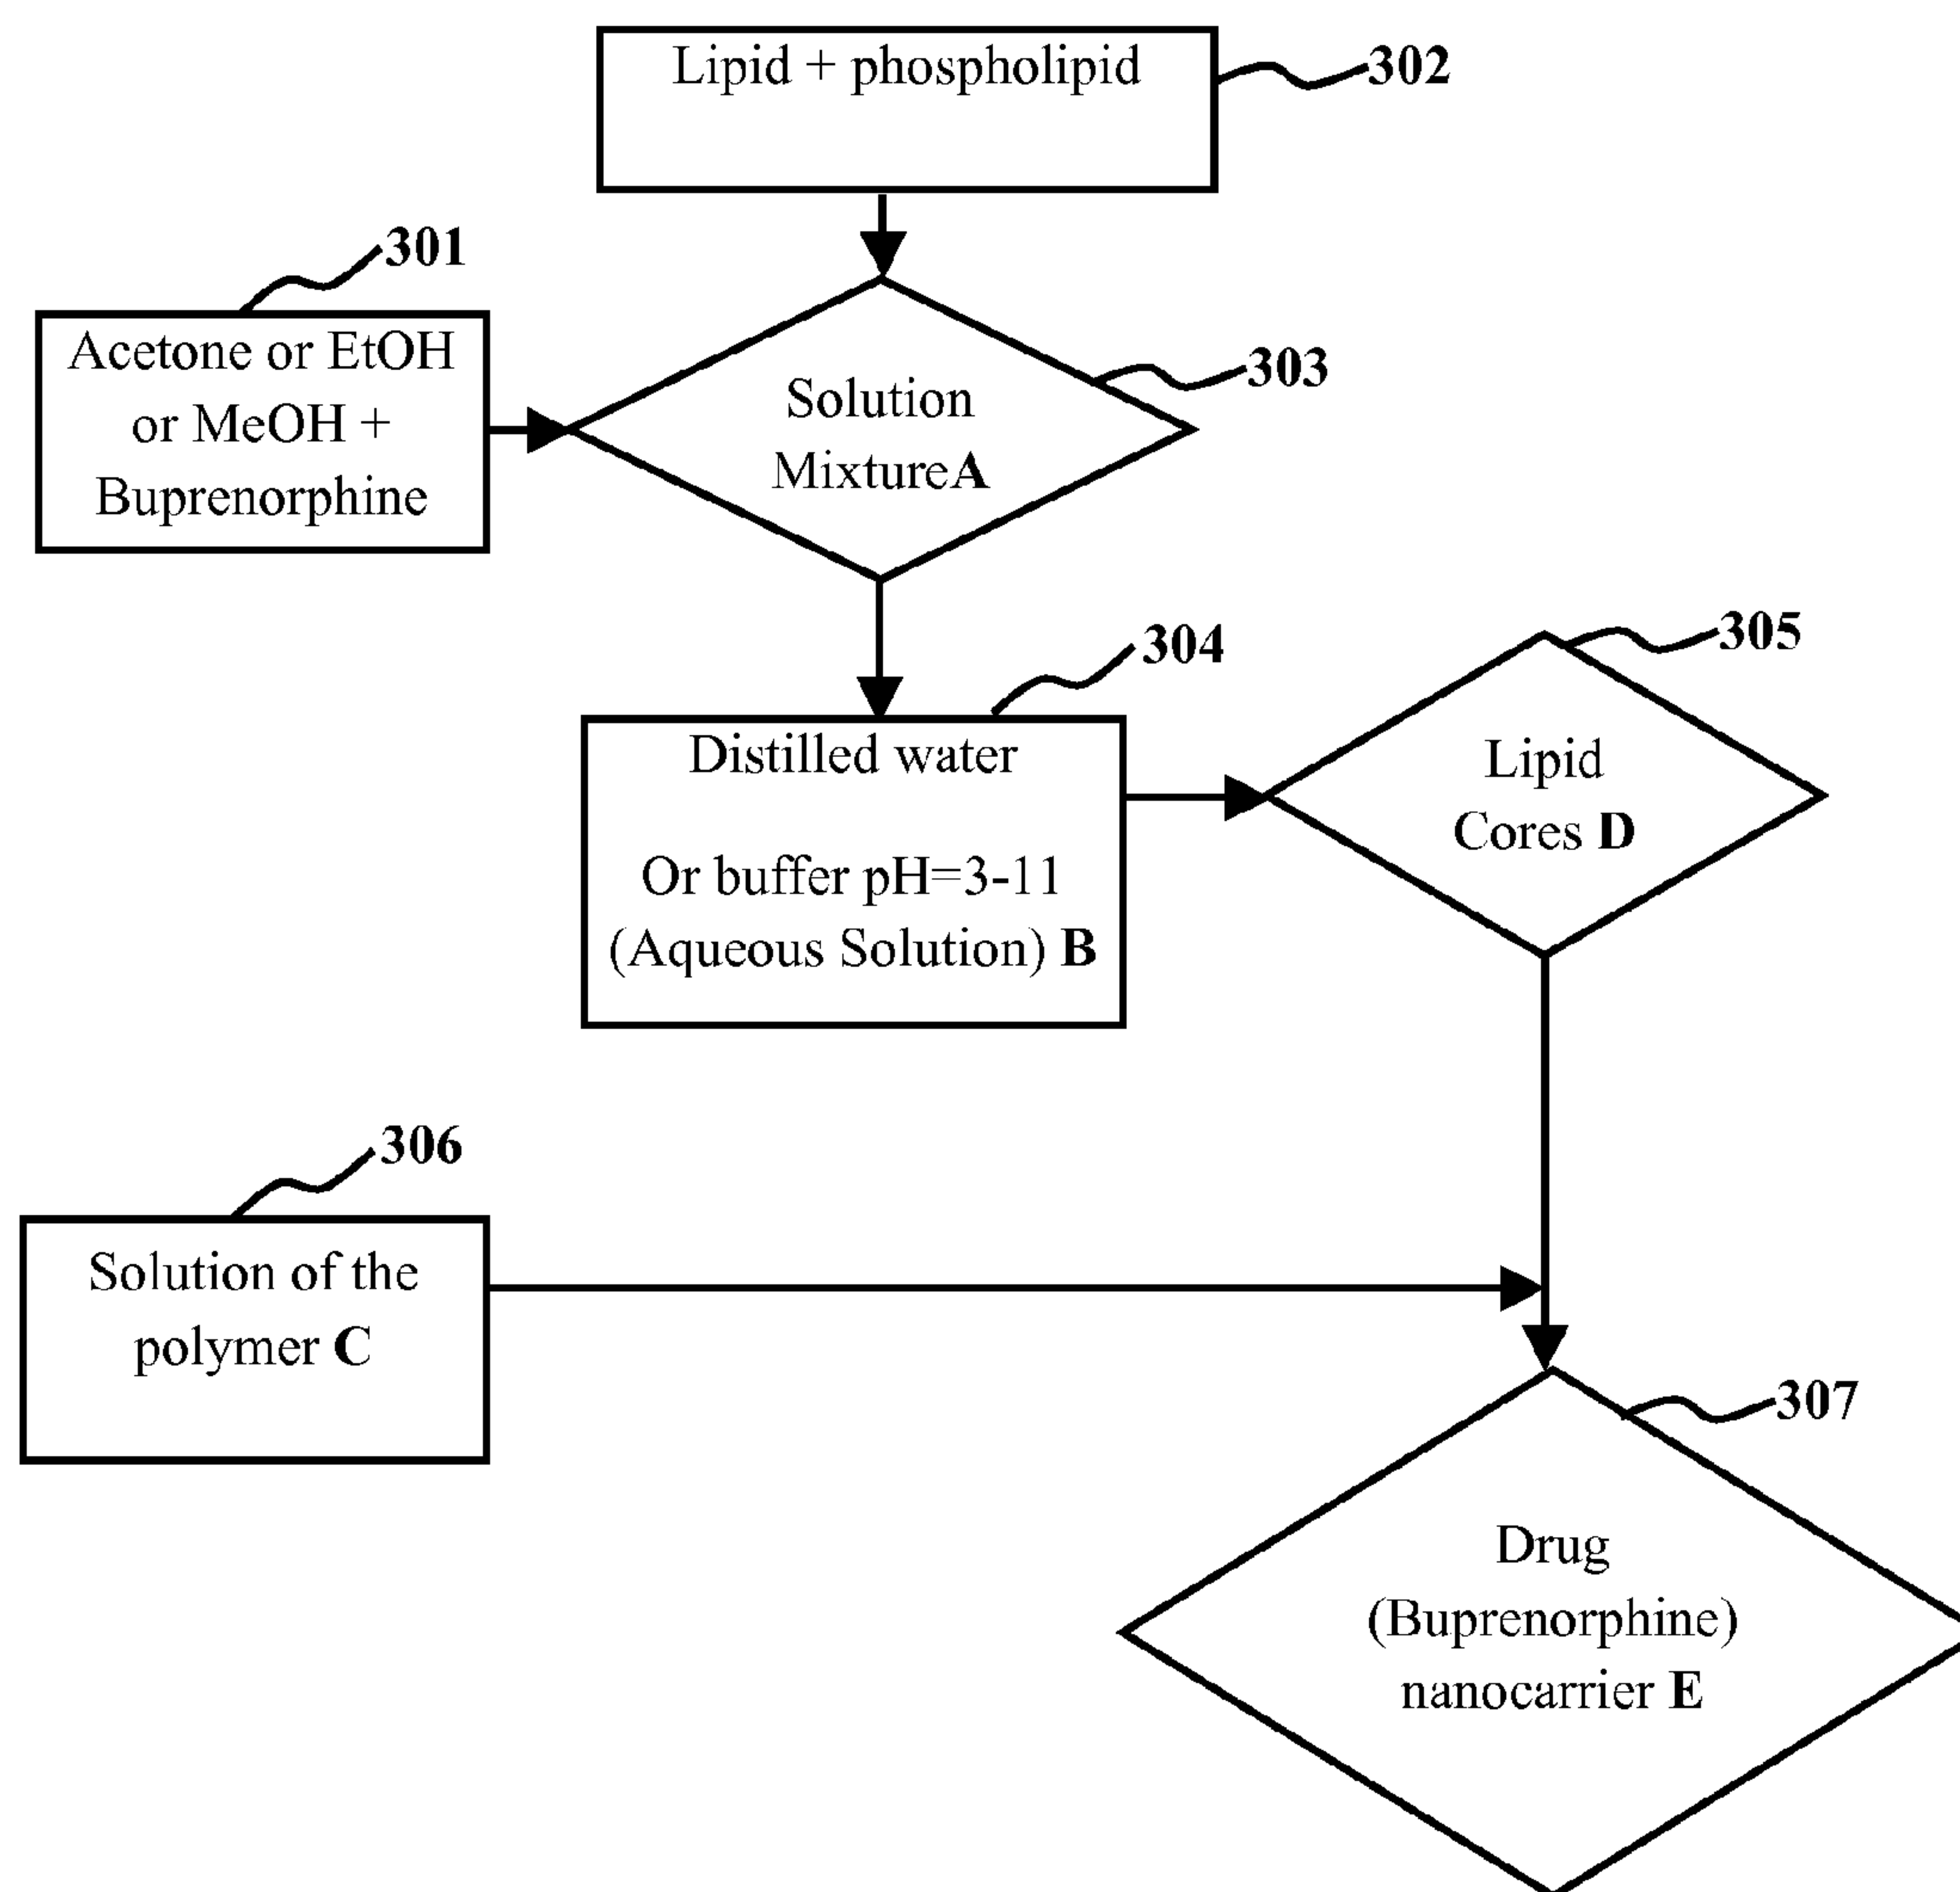 Lipid + phospholipid
302
301
Acetone or EtOH
or MeOH +
Buprenorphine
303
Solution
MixtureA
304
Distilled water
Or buffer pH=3-11
(Aqueous Solution) B
305
Lipid
Cores D
306
Solution of the
polymer C
307
Drug
(Buprenorphine)
nanocarrier E